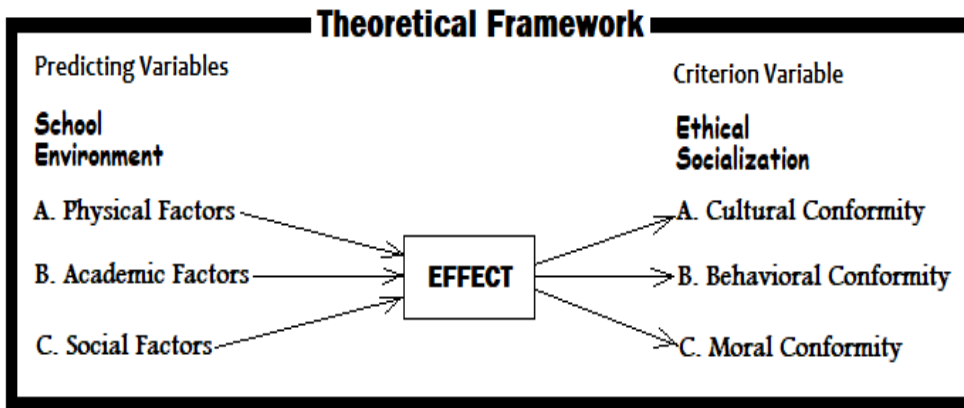 Theoretical Framework
Predicting Variables
School
Environment
A. Physical Factors
B. Academic Factors
C. Social Factors
EFFECT
Criterion Variable
Ethical
Socialization
A. Cultural Conformity
B. Behavioral Conformity
C. Moral Conformity